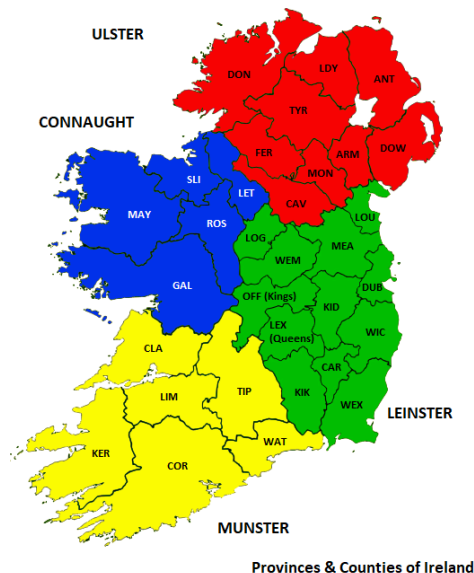 ULSTER
DON
LDY
ANT
TYR
CONNAUGHT
FER
ARM
DOW
MON
SLI
LET
CAV
MAY
ROS
LOU
LOG
MEA
WEM
GAL
DUB
OFF (Kings)
KID
LEX
(Queens)
WIC
CLA
CAR
TIP
KIK
LIM
WEX
LEINSTER
WAT
KER
COR
MUNSTER
Provinces & Counties of Ireland